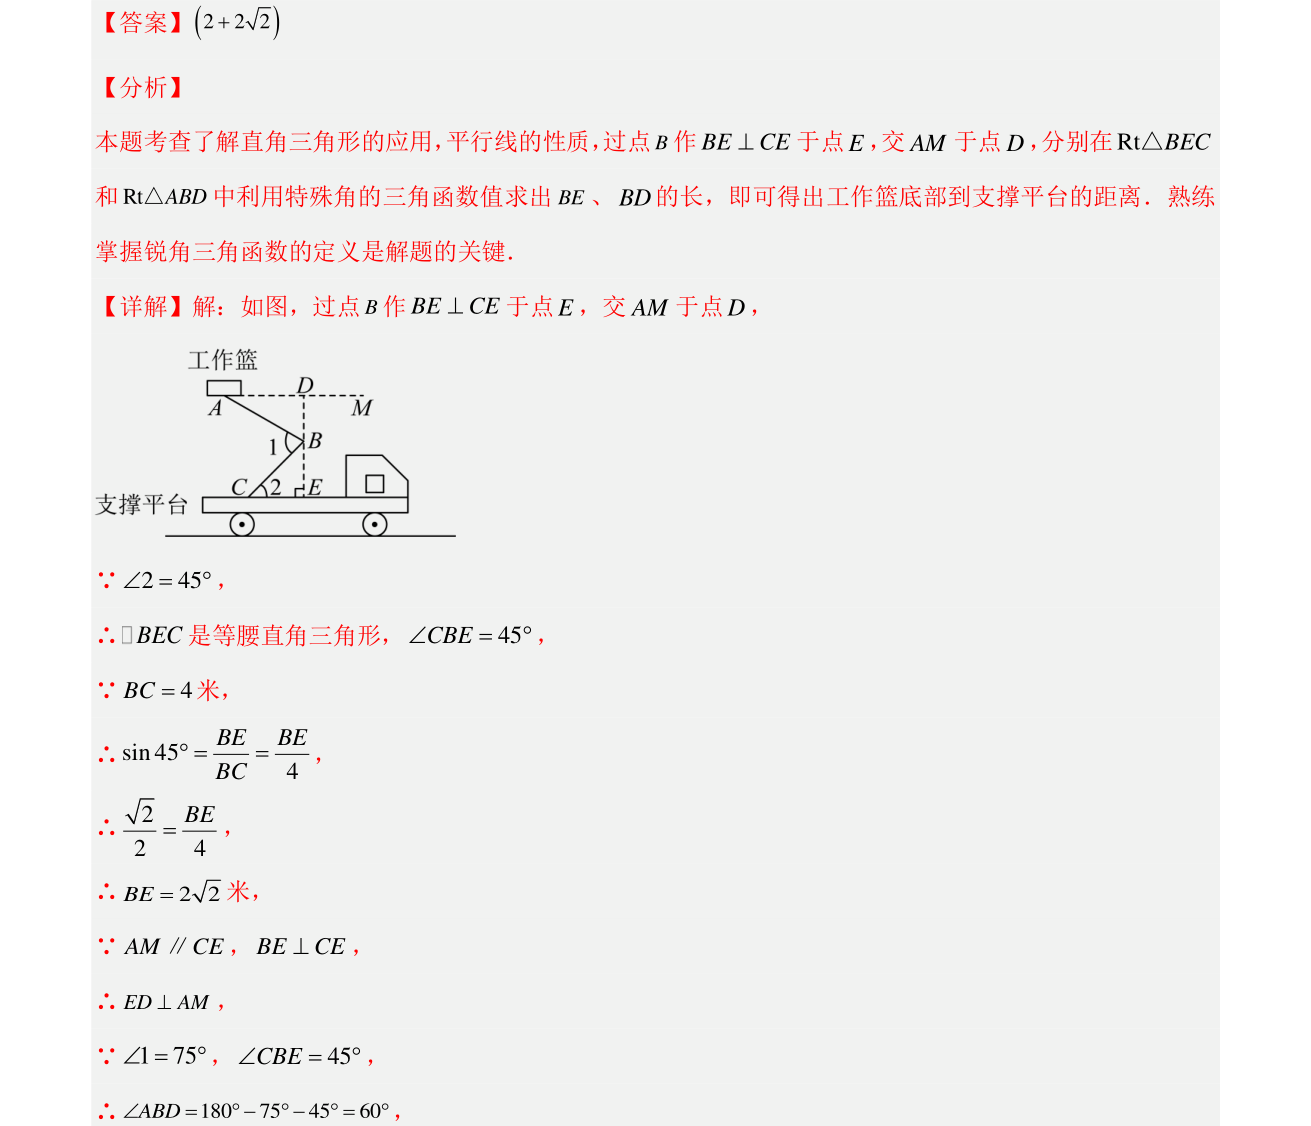 【答案】(2+2√2)
【分析】
本题考查了解直角三角形的应用,平行线的性质,过点B作BE⊥CE于点E,交AM于点D,分别在Rt△BEC
和Rt△ABD中利用特殊角的三角函数值求出BE、BD的长，即可得出工作篮底部到支撑平台的距离．熟练
掌握锐角三角函数的定义是解题的关键．
【详解】解：如图，过点B作BE⊥CE于点E，交AM于点D，
工作篮
D
A
M
1
B
C
2
E
支撑平台
∵∠2=45°，
∴□BEC是等腰直角三角形，∠CBE=45°，
∵BC=4米，
∴sin45°=BE/BC=BE/4，
∴√2/2=BE/4，
∴BE=2√2米，
∵AM∥CE，BE⊥CE，
∴ED⊥AM，
∵∠1=75°，∠CBE=45°，
∴∠ABD=180°−75°−45°=60°，